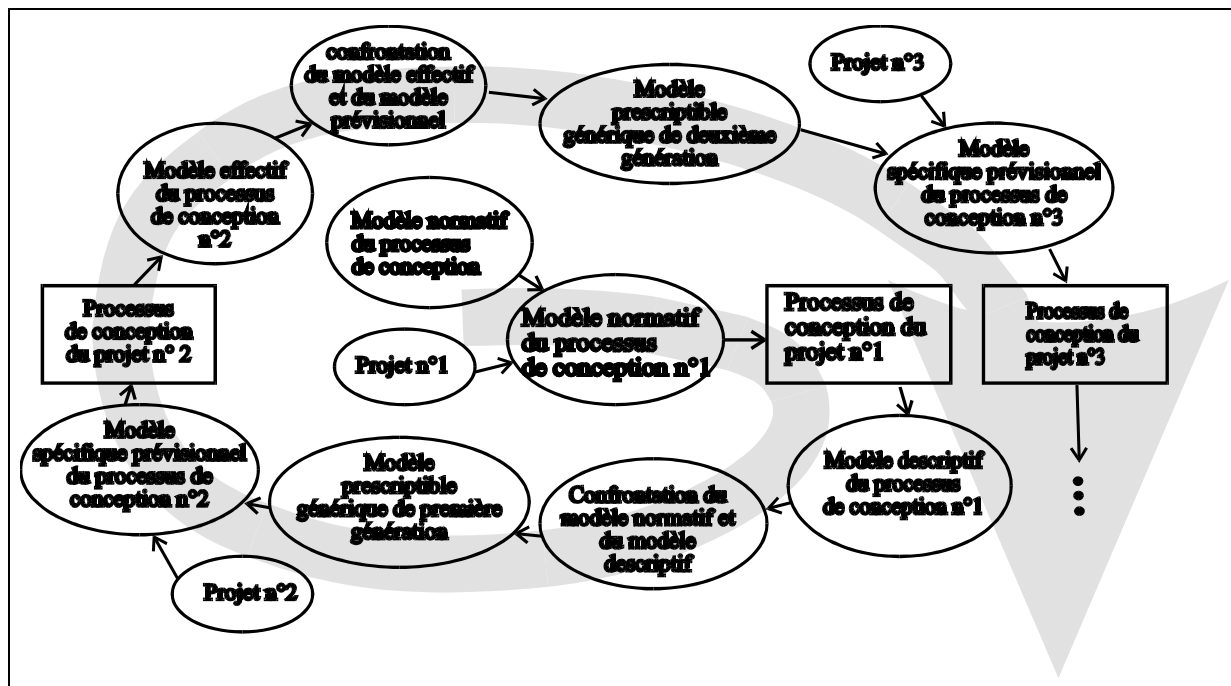 confrontation
du modèle effectif
et du modèle
prévisionnel
Projet n°3
Modèle
prescriptible
générique de deuxième
génération
Modèle effectif
du processus
de conception
n°2
Modèle
spécifique prévisionnel
du processus de
conception n°3
Modèle normatif
du processus
de conception
Processus
de conception
du projet n° 2
Modèle normatif
du processus
de conception n°1
Processus de
conception du
projet n°1
Processus de
conception du
projet n°3
Projet n°1
Modèle
spécifique prévisionnel
du processus de
conception n°2
Modèle
prescriptible
générique de première
génération
Confrontation du
modèle normatif et
du modèle
descriptif
Modèle descriptif
du processus
de conception n°1
Projet n°2